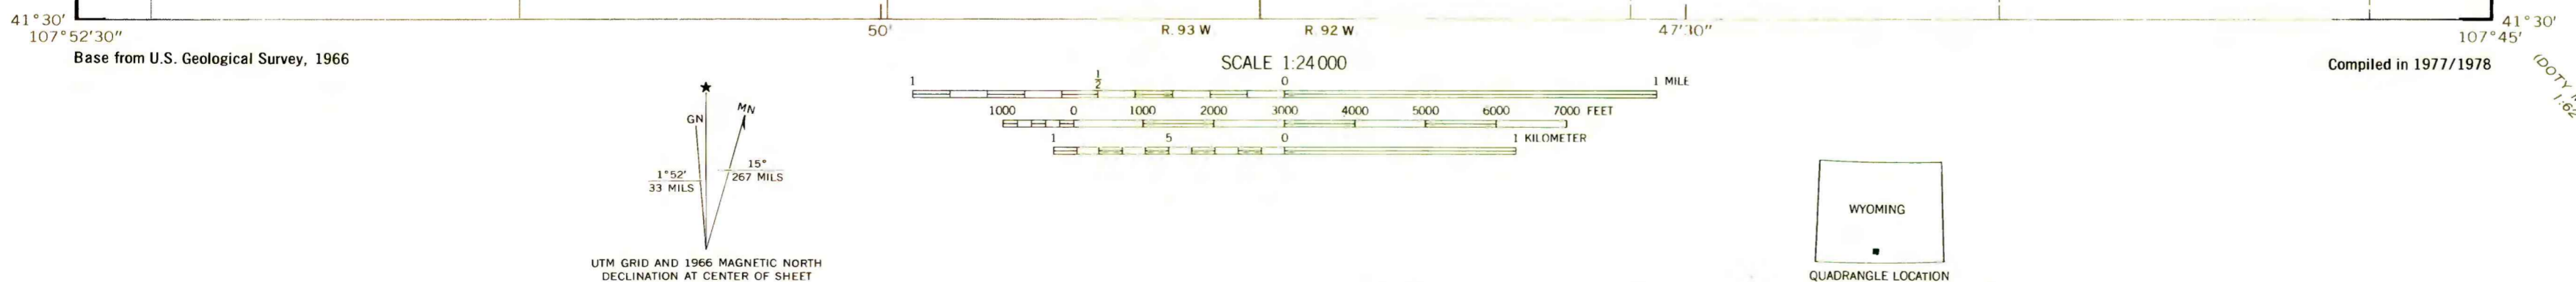 41°30′
107°52′30″
50′
R. 93 W
R. 92 W
47′30″
41°30′
107°45′
Base from U.S. Geological Survey, 1966
SCALE 1:24 000
Compiled in 1977/1978
1 ½ 0 1 MILE
1000 0 1000 2000 3000 4000 5000 6000 7000 FEET
1 5 0 1 KILOMETER
★
GN
MN
1°52′
33 MILS
15°
267 MILS
UTM GRID AND 1966 MAGNETIC NORTH
DECLINATION AT CENTER OF SHEET
WYOMING
QUADRANGLE LOCATION
(DOTY
1:62